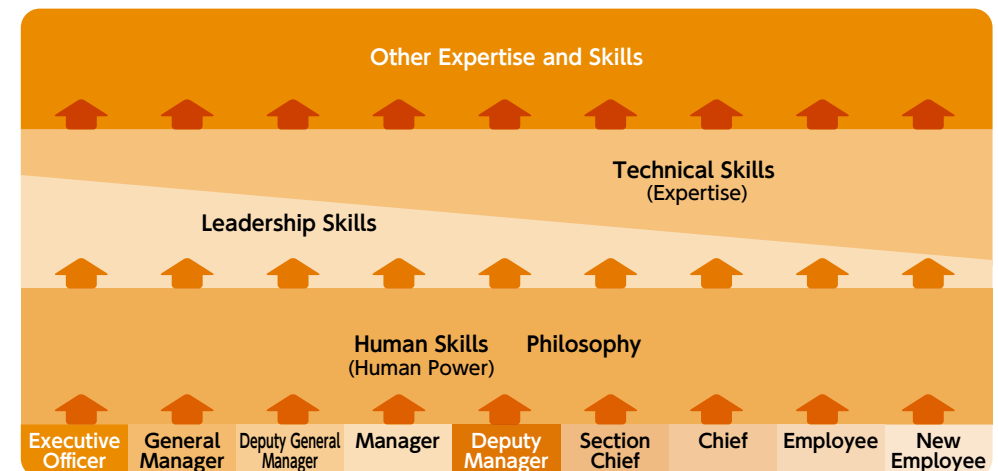 Other Expertise and Skills
Technical Skills
(Expertise)
Leadership Skills
Human Skills Philosophy
(Human Power)
Executive Officer
General Manager
Deputy General Manager
Manager
Deputy Manager
Section Chief
Chief
Employee
New Employee